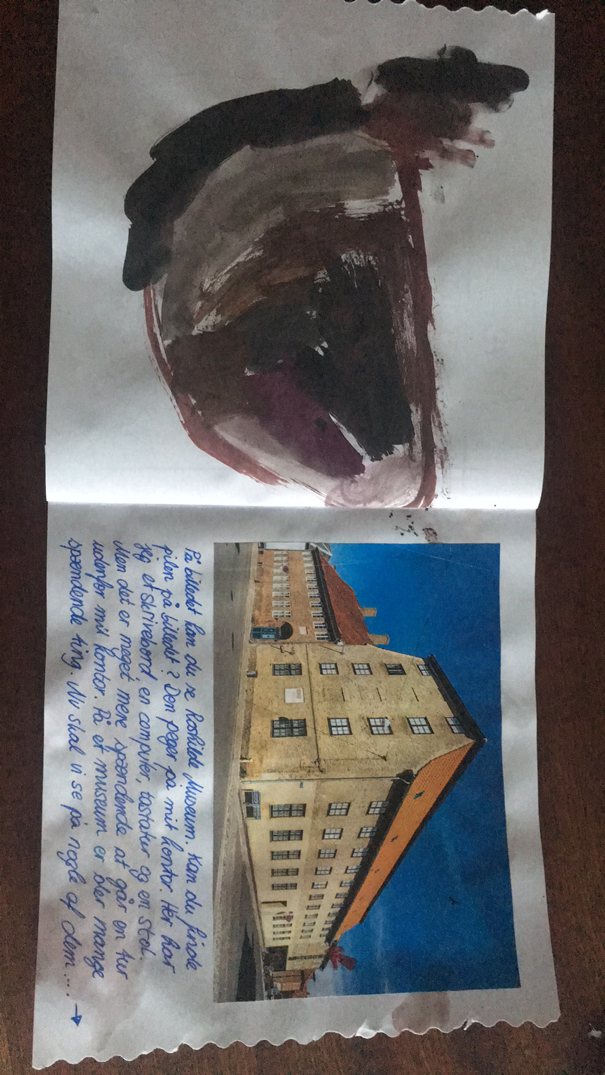 På billedet kan du se Roskilde Museum. Kan du finde
pilen på billedet? Den peger på mit kontor. Her har
jeg et skrivebord en computer, tastatur og en stol.
Men det er meget mere spændende at gå en tur
udenfor mit kontor. På et museum er der mange
spændende ting. Nu skal vi se på nogle af dem.... →